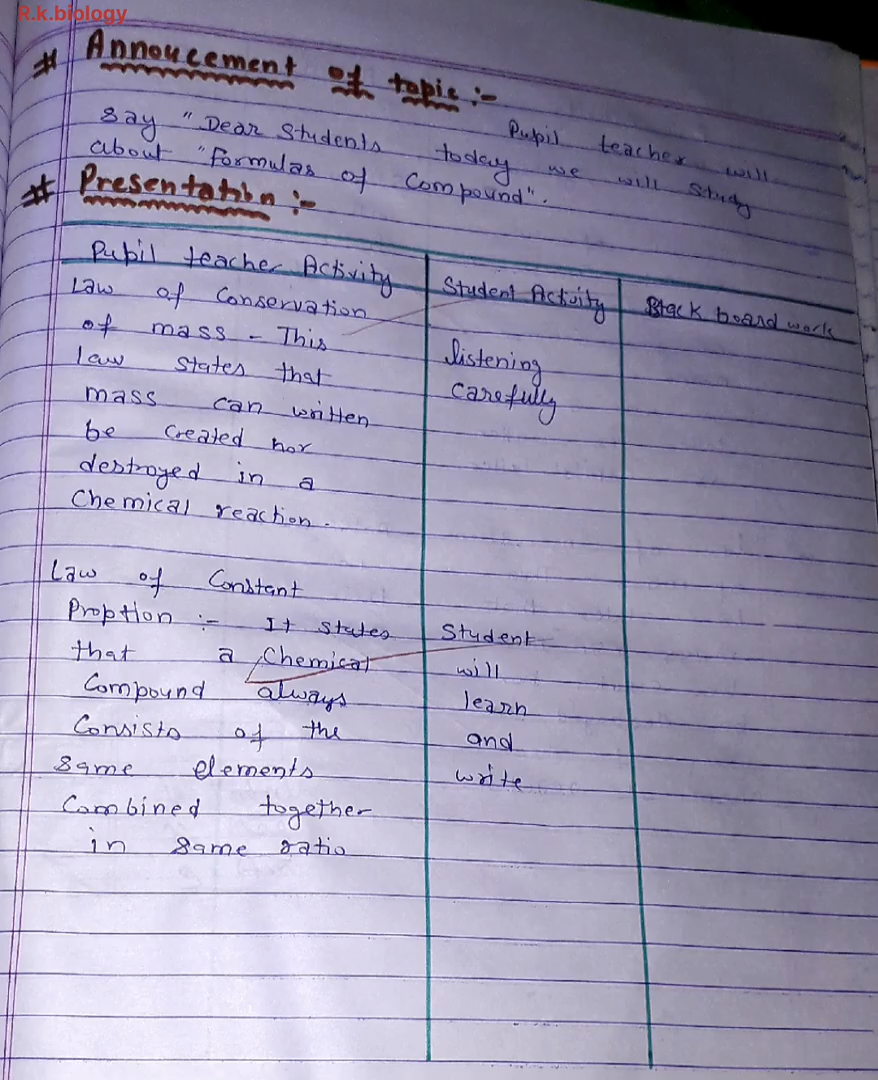 R.k.biology
# Annoucement of topic :-
Pupil teacher will
say "Dear Students today we will study
about "Formulas of Compound".
# Presentation :-
Pupil teacher Activity
Law of Conservation
of mass - This
law states that
mass can written
be created nor
destroyed in a
Chemical reaction.
Law of Constant
Proption :- It states
that a Chemical
Compound always
Consists of the
same elements
Combined together
in same ratio
Student Activity
listening
carefully
Student
will
learn
and
write
Black board work